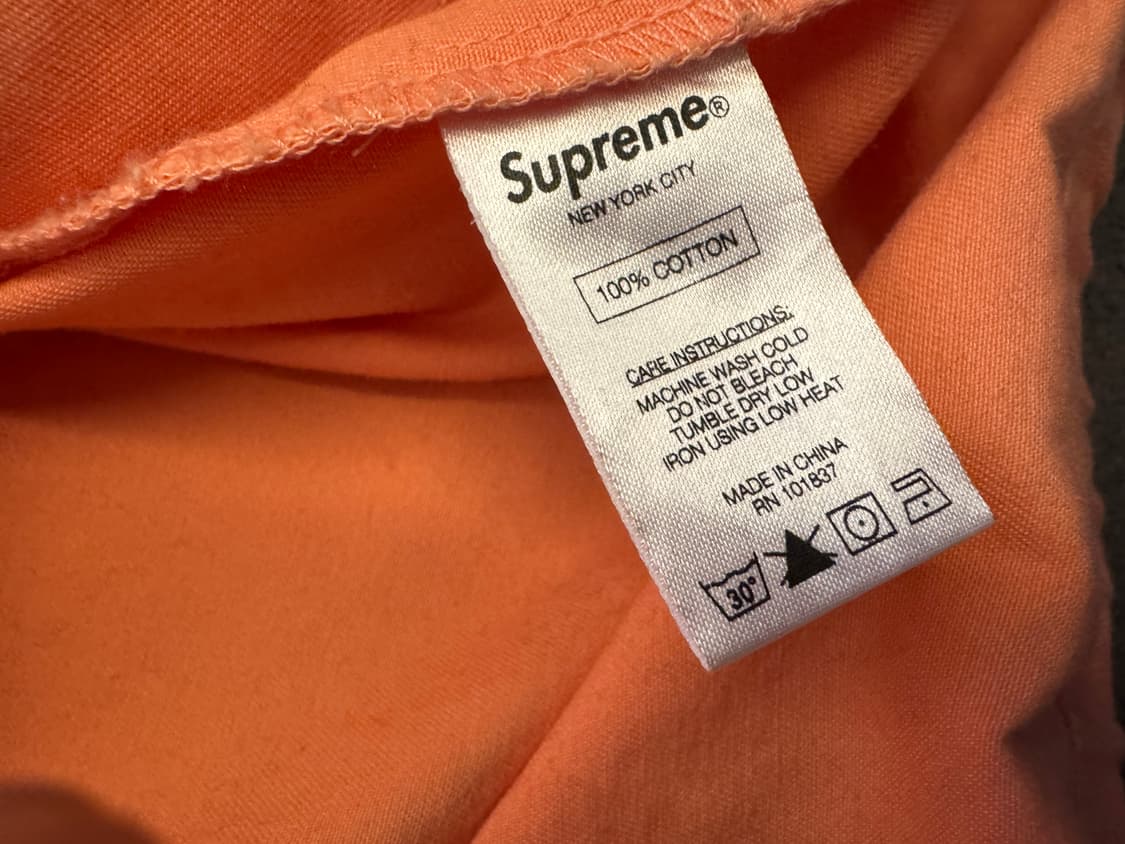 Supreme®
NEW YORK CITY
100% COTTON
CARE INSTRUCTIONS:
MACHINE WASH COLD
DO NOT BLEACH
TUMBLE DRY LOW
IRON USING LOW HEAT
MADE IN CHINA
RN 101837
30°